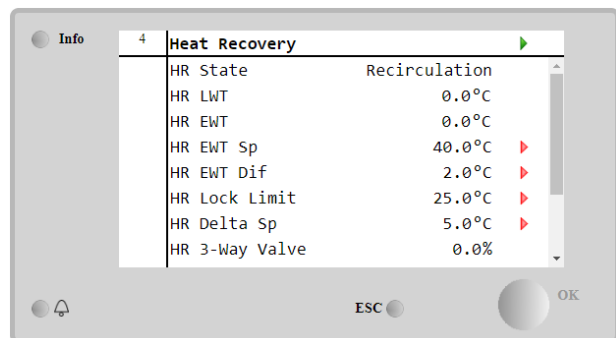 Info
4 Heat Recovery
HR State Recirculation
HR LWT 0.0°C
HR EWT 0.0°C
HR EWT Sp 40.0°C
HR EWT Dif 2.0°C
HR Lock Limit 25.0°C
HR Delta Sp 5.0°C
HR 3-Way Valve 0.0%
ESC
OK